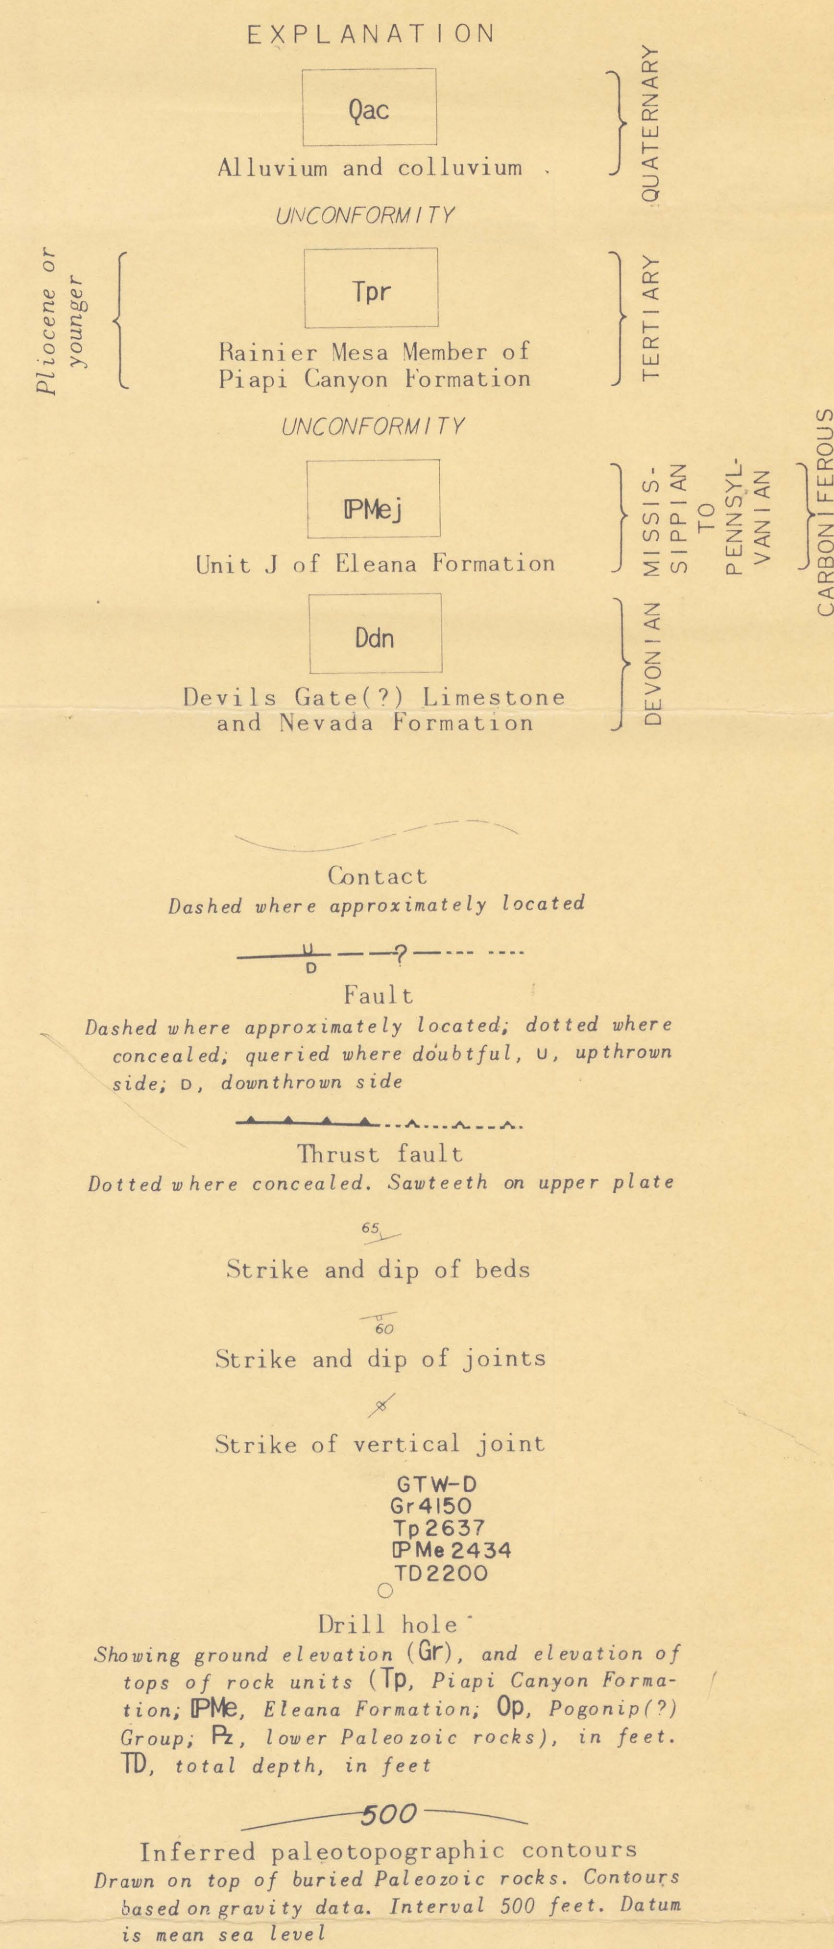 EXPLANATION
Qac
Alluvium and colluvium
QUATERNARY
UNCONFORMITY
Pliocene or
younger
Tpr
Rainier Mesa Member of
Piapi Canyon Formation
TERTIARY
UNCONFORMITY
ℙMej
Unit J of Eleana Formation
MISSIS-
SIPPIAN
TO
PENNSYL-
VANIAN
CARBONIFEROUS
Ddn
Devils Gate(?) Limestone
and Nevada Formation
DEVONIAN
Contact
Dashed where approximately located
U
?
D
Fault
Dashed where approximately located; dotted where
concealed; queried where doubtful, U, upthrown
side; D, downthrown side
Thrust fault
Dotted where concealed. Sawteeth on upper plate
65
Strike and dip of beds
60
Strike and dip of joints
Strike of vertical joint
GTW-D
Gr4150
Tp2637
ℙMe2434
TD2200
Drill hole
Showing ground elevation (Gr), and elevation of
tops of rock units (Tp, Piapi Canyon Forma-
tion; ℙMe, Eleana Formation; Op, Pogonip(?)
Group; Pz, lower Paleozoic rocks), in feet.
TD, total depth, in feet
500
Inferred paleotopographic contours
Drawn on top of buried Paleozoic rocks. Contours
based on gravity data. Interval 500 feet. Datum
is mean sea level